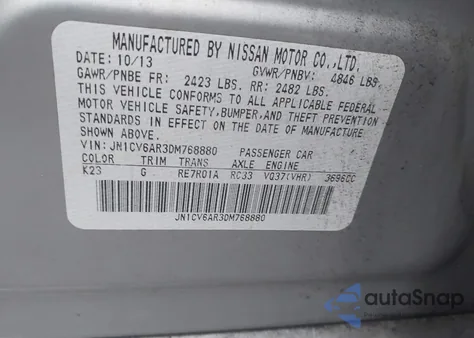 MANUFACTURED BY NISSAN MOTOR CO.,LTD.
DATE: 10/13 GVWR/PNBV: 4846 LBS
GAWR/PNBE FR: 2423 LBS. RR: 2482 LBS.
THIS VEHICLE CONFORMS TO ALL APPLICABLE FEDERAL
MOTOR VEHICLE SAFETY, BUMPER, AND THEFT PREVENTION
STANDARDS IN EFFECT ON THE DATE OF MANUFACTURE
SHOWN ABOVE.
VIN: JN1CV6AR3DM768880 PASSENGER CAR
COLOR TRIM TRANS AXLE ENGINE
K23 G RE7R01A RC33 VQ37(VHR) 3696CC
JN1CV6AR3DM768880
autoSnap